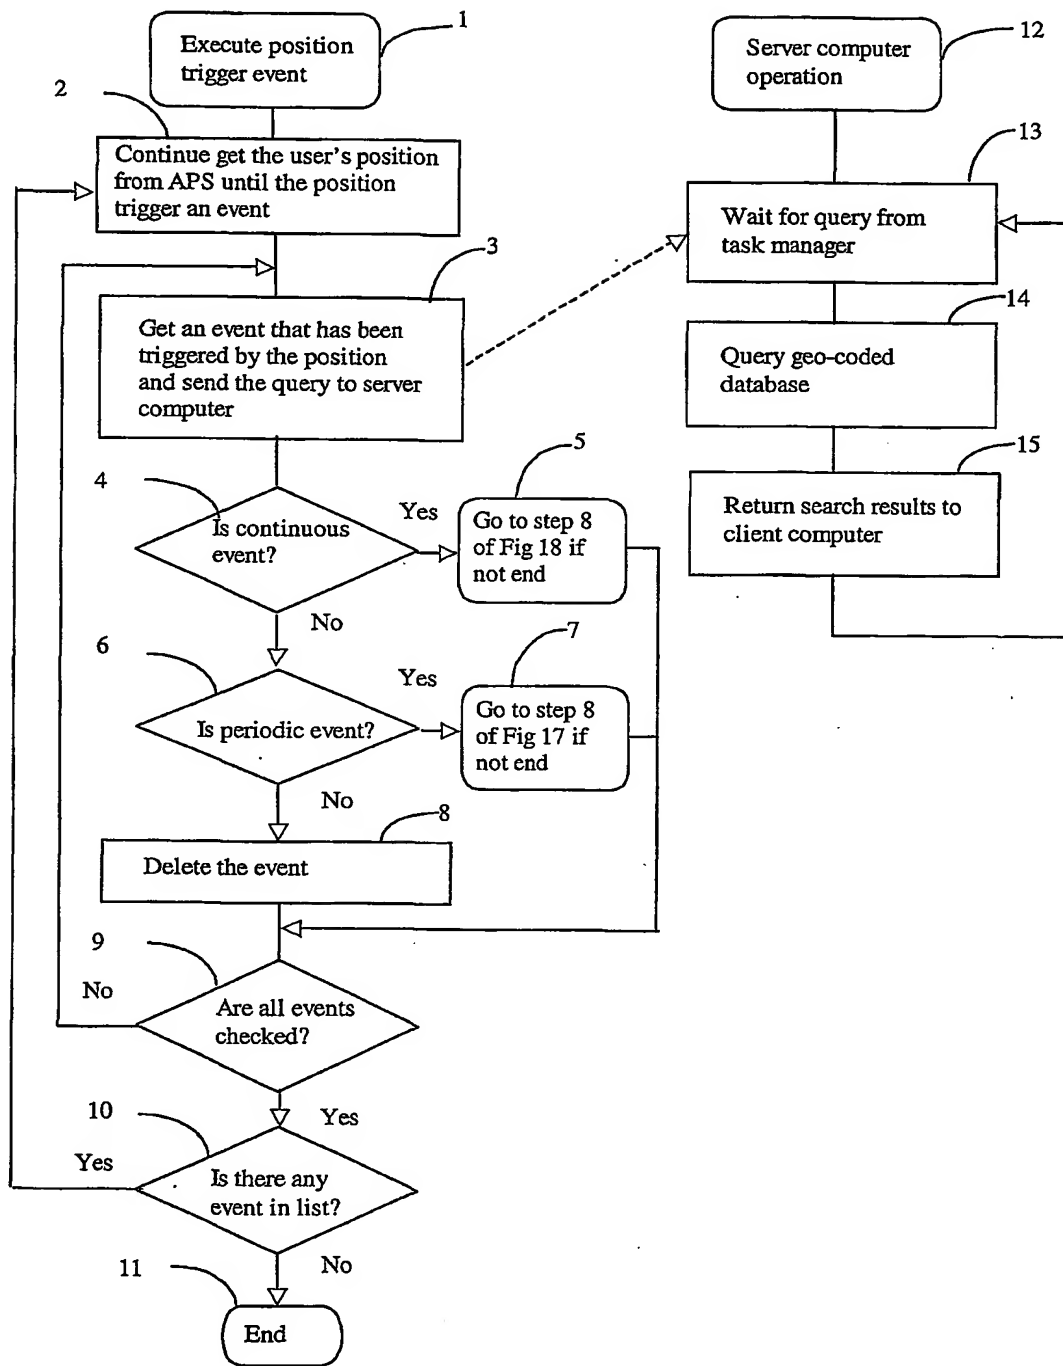 1
Execute position
trigger event
2
Continue get the user's position
from APS until the position
trigger an event
3
Get an event that has been
triggered by the position
and send the query to server
computer
4
Is continuous
event?
Yes
5
Go to step 8
of Fig 18 if
not end
No
6
Is periodic event?
Yes
7
Go to step 8
of Fig 17 if
not end
No
8
Delete the event
9
No
Are all events
checked?
Yes
10
Yes
Is there any
event in list?
No
11
End
12
Server computer
operation
13
Wait for query from
task manager
14
Query geo-coded
database
15
Return search results to
client computer